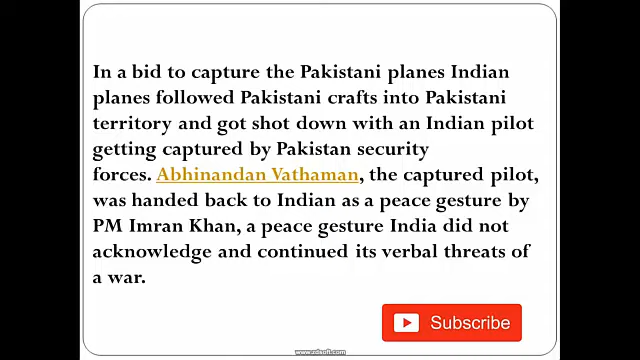 In a bid to capture the Pakistani planes Indian
planes followed Pakistani crafts into Pakistani
territory and got shot down with an Indian pilot
getting captured by Pakistan security
forces. Abhinandan Vathaman, the captured pilot,
was handed back to Indian as a peace gesture by
PM Imran Khan, a peace gesture India did not
acknowledge and continued its verbal threats of
a war.
Subscribe
www.zdsoft.com